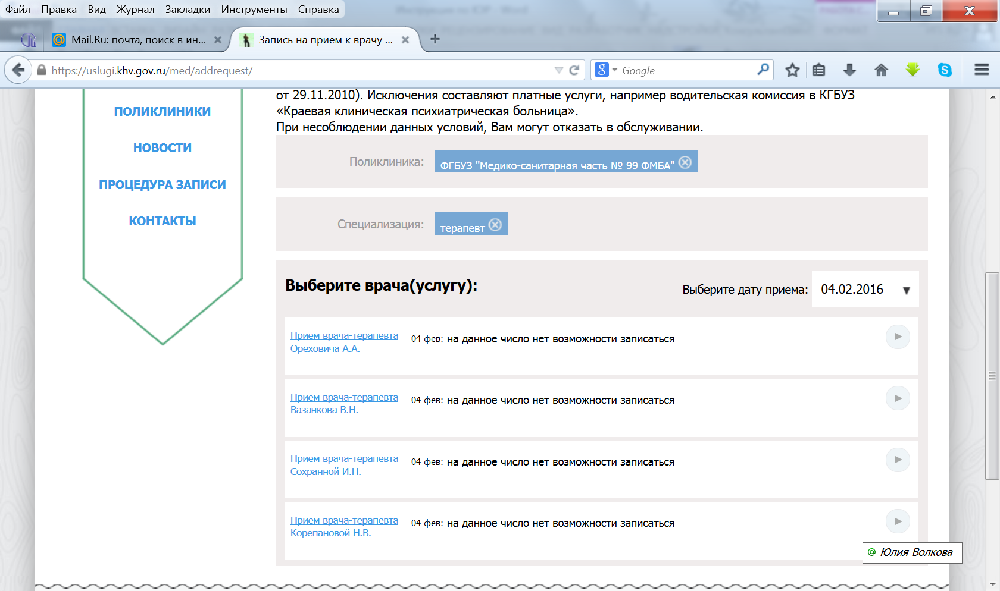 Файл Правка Вид Журнал Закладки Инструменты Справка
Mail.Ru: почта, поиск в ин...
Запись на прием к врачу ...
https://uslugi.khv.gov.ru/med/addrequest/
Google
ПОЛИКЛИНИКИ
НОВОСТИ
ПРОЦЕДУРА ЗАПИСИ
КОНТАКТЫ
от 29.11.2010). Исключения составляют платные услуги, например водительская комиссия в КГБУЗ
«Краевая клиническая психиатрическая больница».
При несоблюдении данных условий, Вам могут отказать в обслуживании.
Поликлиника: ФГБУЗ "Медико-санитарная часть № 99 ФМБА"
Специализация: терапевт
Выберите врача(услугу):
Выберите дату приема: 04.02.2016
Прием врача-терапевта
Ореховича А.А.
04 фев: на данное число нет возможности записаться
Прием врача-терапевта
Вазанкова В.Н.
04 фев: на данное число нет возможности записаться
Прием врача-терапевта
Сохранной И.Н.
04 фев: на данное число нет возможности записаться
Прием врача-терапевта
Корепановой Н.В.
04 фев: на данное число нет возможности записаться
@ Юлия Волкова